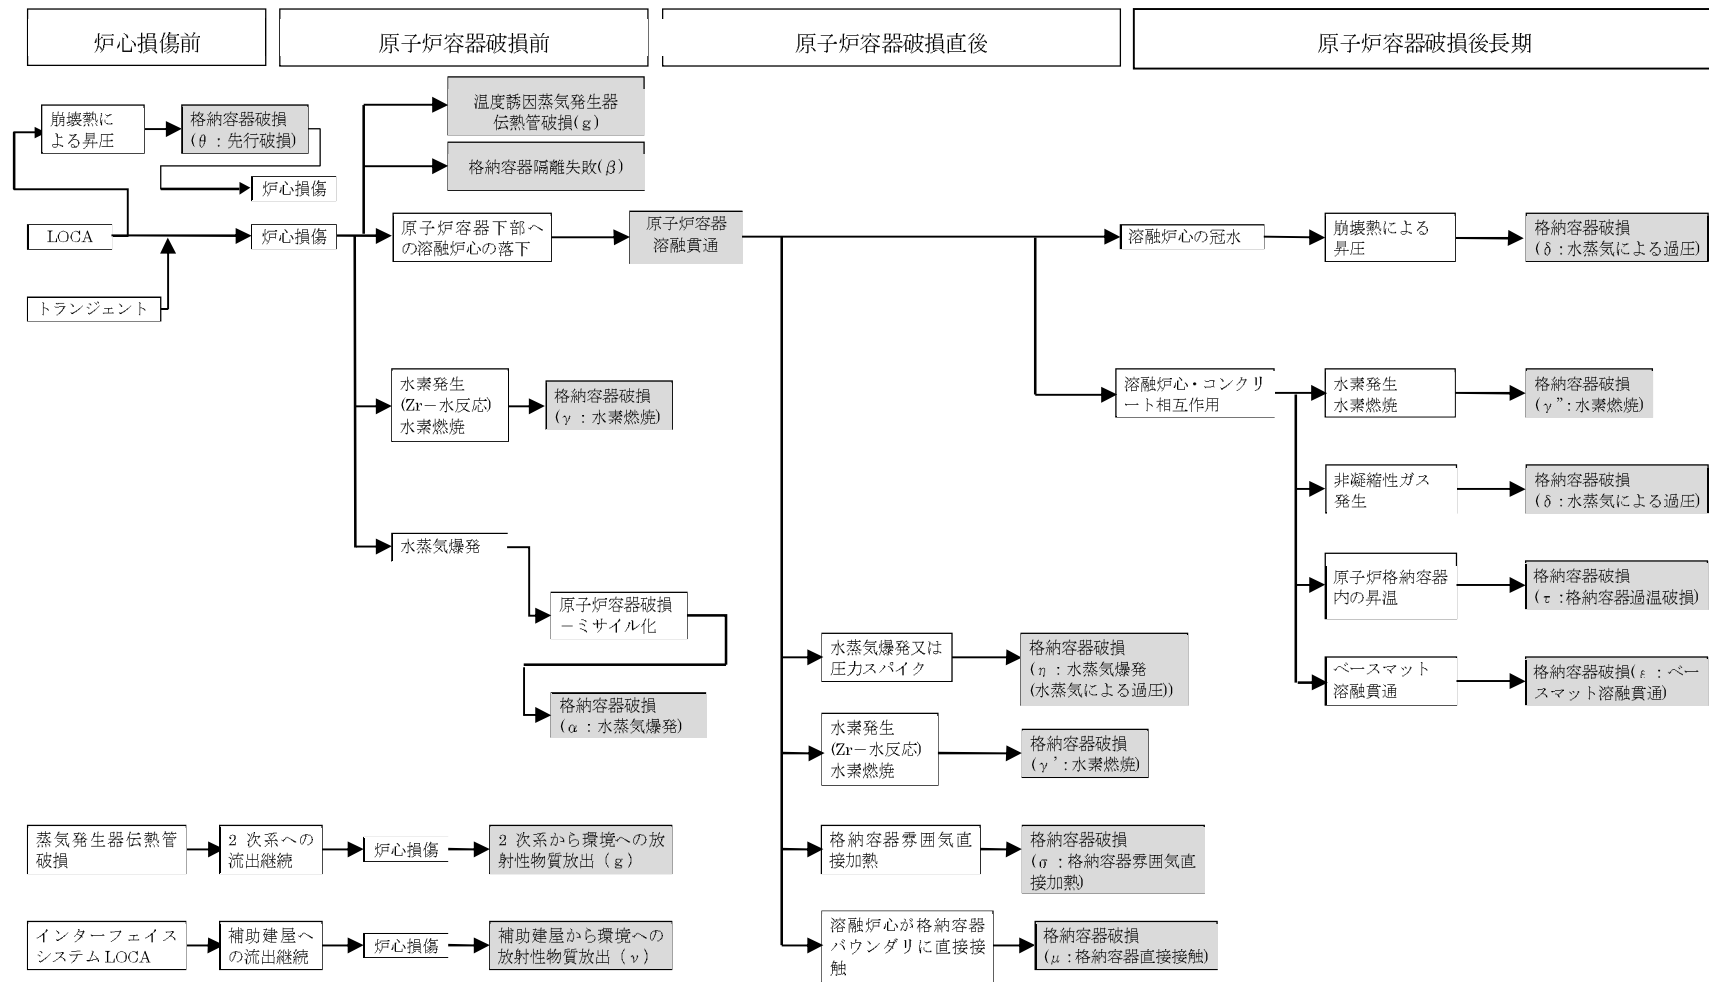 炉心損傷前
原子炉容器破損前
原子炉容器破損直後
原子炉容器破損後長期
崩壊熱に
よる昇圧
格納容器破損
(θ：先行破損)
炉心損傷
LOCA
トランジェント
炉心損傷
温度誘因蒸気発生器
伝熱管破損(g)
格納容器隔離失敗(β)
原子炉容器下部へ
の溶融炉心の落下
原子炉容器
溶融貫通
水素発生
(Zr－水反応)
水素燃焼
格納容器破損
(γ：水素燃焼)
水蒸気爆発
原子炉容器破損
－ミサイル化
格納容器破損
(α：水蒸気爆発)
溶融炉心の冠水
崩壊熱による
昇圧
格納容器破損
(δ：水蒸気による過圧)
溶融炉心・コンクリ
ート相互作用
水素発生
水素燃焼
格納容器破損
(γ”：水素燃焼)
非凝縮性ガス
発生
格納容器破損
(δ：水蒸気による過圧)
原子炉格納容器
内の昇温
格納容器破損
(τ：格納容器過温破損)
ベースマット
溶融貫通
格納容器破損(ε：ベー
スマット溶融貫通)
水蒸気爆発又は
圧力スパイク
格納容器破損
(η：水蒸気爆発
(水蒸気による過圧))
水素発生
(Zr－水反応)
水素燃焼
格納容器破損
(γ’：水素燃焼)
格納容器雰囲気直
接加熱
格納容器破損
(σ：格納容器雰囲気直
接加熱)
溶融炉心が格納容器
バウンダリに直接接
触
格納容器破損
(μ：格納容器直接接触)
蒸気発生器伝熱管
破損
2 次系への
流出継続
炉心損傷
2 次系から環境への放
射性物質放出（g）
インターフェイス
システム LOCA
補助建屋へ
の流出継続
炉心損傷
補助建屋から環境への
放射性物質放出（ν）